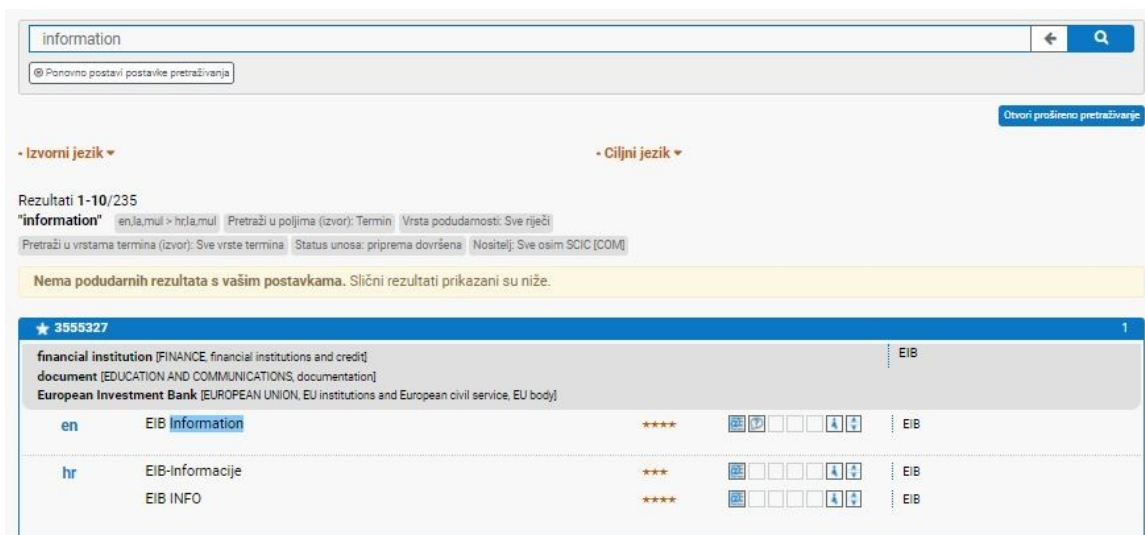 information
Ponovno postavi postavke pretraživanja
Otvori prošireno pretraživanje
Izvorni jezik Ciljni jezik
Rezultati 1-10/235
"information" en,la,mul > hr,la,mul Pretraži u poljima (izvor): Termin Vrsta podudarnosti: Sve riječi
Pretraži u vrstama termina (izvor): Sve vrste termina Status unosa: priprema dovršena Nositelj: Sve osim SCIC [COM]
Nema podudarnih rezultata s vašim postavkama. Slični rezultati prikazani su niže.
★ 3555327 1
financial institution [FINANCE, financial institutions and credit] EIB
document [EDUCATION AND COMMUNICATIONS, documentation]
European Investment Bank [EUROPEAN UNION, EU institutions and European civil service, EU body]
en EIB Information ★★★★ EIB
hr EIB-Informacije ★★★ EIB
EIB INFO ★★★★ EIB